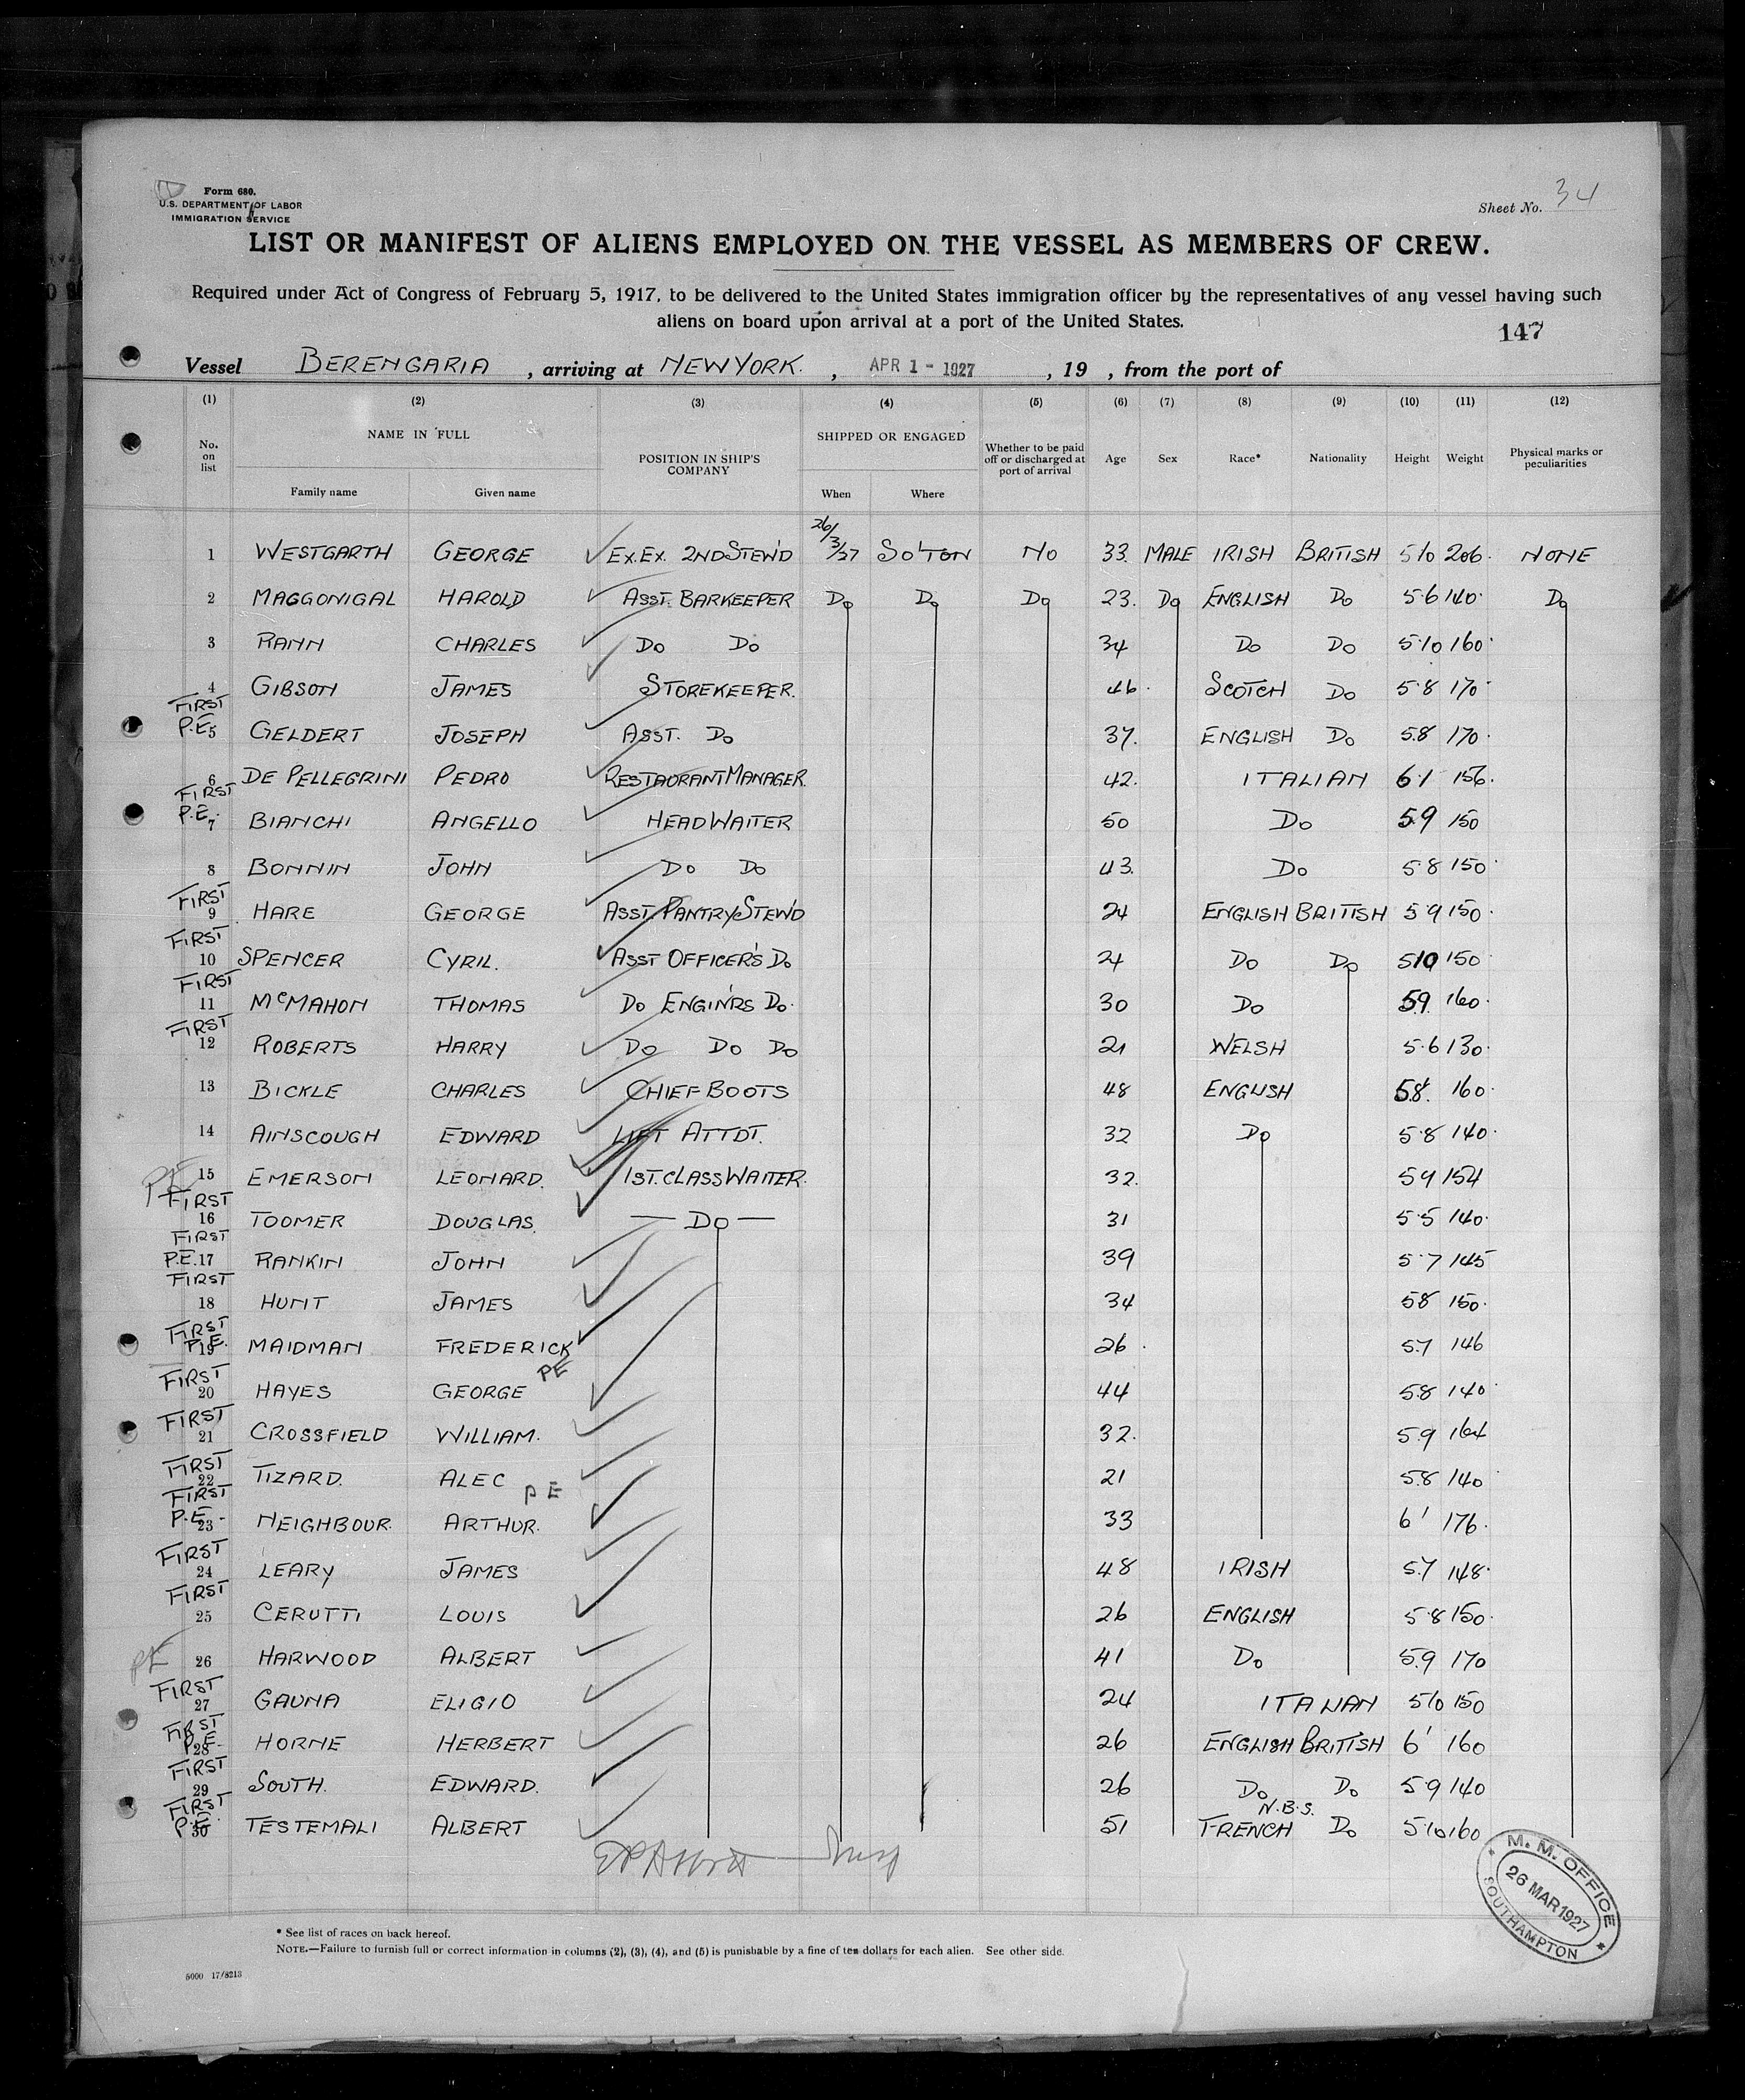 Form 680.
U.S. DEPARTMENT OF LABOR
IMMIGRATION SERVICE
Sheet No. 34
LIST OR MANIFEST OF ALIENS EMPLOYED ON THE VESSEL AS MEMBERS OF CREW.
Required under Act of Congress of February 5, 1917, to be delivered to the United States immigration officer by the representatives of any vessel having such
aliens on board upon arrival at a port of the United States.
147
Vessel BERENGARIA, arriving at NEW YORK., APR 1 - 1927, 19 , from the port of
(1) (2) (3) (4) (5) (6) (7) (8) (9) (10) (11) (12)
No. on list NAME IN FULL Family name Given name POSITION IN SHIP'S COMPANY SHIPPED OR ENGAGED When Where Whether to be paid off or discharged at port of arrival Age Sex Race* Nationality Height Weight Physical marks or peculiarities
1 WESTGARTH GEORGE EX.EX. 2ND STEW'D 26/3/27 SO'TON NO 33. MALE IRISH BRITISH 5/10 206. NONE
2 MAGGONIGAL HAROLD ASST. BARKEEPER DO DO DO 23. DO ENGLISH DO 5.6 140. DO
3 RANN CHARLES DO DO 34 DO DO 5.10 160.
4 GIBSON JAMES STOREKEEPER. 46. SCOTCH DO 5.8 170.
FIRST P.E. 5 GELDERT JOSEPH ASST. DO 37. ENGLISH DO 5.8 170.
6 DE PELLEGRINI PEDRO RESTAURANT MANAGER. 42. ITALIAN 6.1 156.
FIRST P.E. 7 BIANCHI ANGELLO HEAD WAITER 50 DO 5.9 150
8 BONNIN JOHN DO DO 43. DO 5.8 150.
FIRST 9 HARE GEORGE ASST. PANTRY STEW'D 24 ENGLISH BRITISH 5.9 150.
FIRST 10 SPENCER CYRIL. ASST OFFICER'S DO 24 DO DO 5.10 150
FIRST 11 McMAHON THOMAS DO ENGIN'RS DO. 30 DO 5.9. 160.
FIRST 12 ROBERTS HARRY DO DO DO 21 WELSH 5.6 130.
13 BICKLE CHARLES CHIEF BOOTS 48 ENGLISH 5.8. 160.
14 AINSCOUGH EDWARD LIFT ATTDT. 32 DO 5.8 140.
PE 15 EMERSON LEONARD. 1ST. CLASS WAITER. 32. 5.9 154
FIRST 16 TOOMER DOUGLAS. — DO — 31 5.5 140.
FIRST P.E. 17 RANKIN JOHN 39 5.7 145
FIRST 18 HUNT JAMES 34 5.8 150.
FIRST P.E. 19 MAIDMAN FREDERICK 26. 5.7 146
PE
FIRST 20 HAYES GEORGE 44 5.8 140.
FIRST 21 CROSSFIELD WILLIAM. 32. 5.9 164
FIRST 22 TIZARD. ALEC 21 5.8 140
PE
FIRST P.E. 23 NEIGHBOUR. ARTHUR. 33 6' 176.
FIRST 24 LEARY JAMES 48 IRISH 5.7 148.
FIRST 25 CERUTTI LOUIS 26 ENGLISH 5.8 150.
PE 26 HARWOOD ALBERT 41 DO 5.9 170
FIRST 27 GAUNA ELIGIO 24 ITALIAN 5/10 150
FIRST P.E. 28 HORNE HERBERT 26 ENGLISH BRITISH 6' 160
FIRST 29 SOUTH. EDWARD. 26 DO DO 5.9 140
N.B.S.
FIRST P.E. 30 TESTEMALI ALBERT 51 FRENCH DO 5.10 160
M. M. OFFICE
26 MAR 1927
SOUTHAMPTON
* See list of races on back hereof.
NOTE.—Failure to furnish full or correct information in columns (2), (3), (4), and (5) is punishable by a fine of ten dollars for each alien. See other side.
5000 17/8213